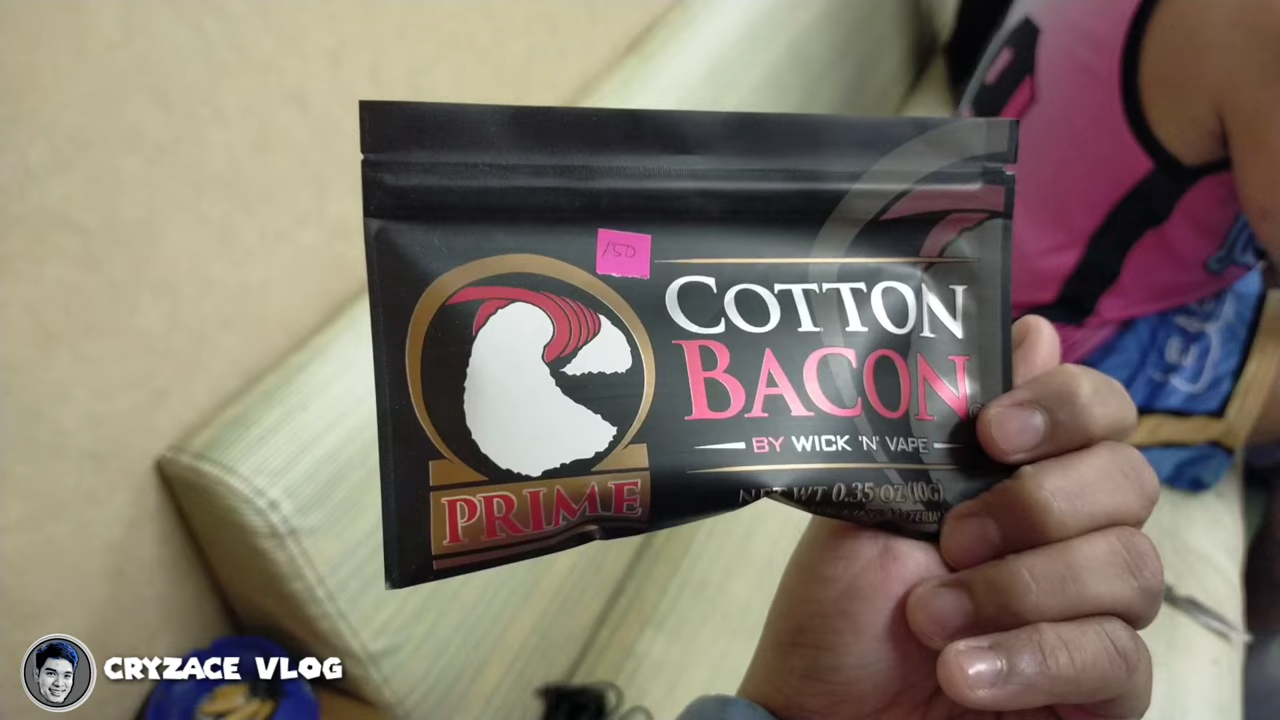 150
COTTON
BACON®
BY WICK 'N' VAPE
PRIME
NET WT 0.35 OZ (10G)
CRYZACE VLOG